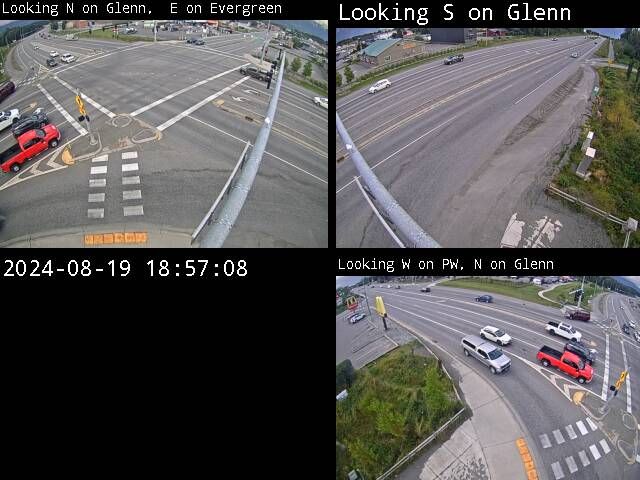 Looking N on Glenn, E on Evergreen
Looking S on Glenn
2024-08-19 18:57:08
Looking W on PW, N on Glenn